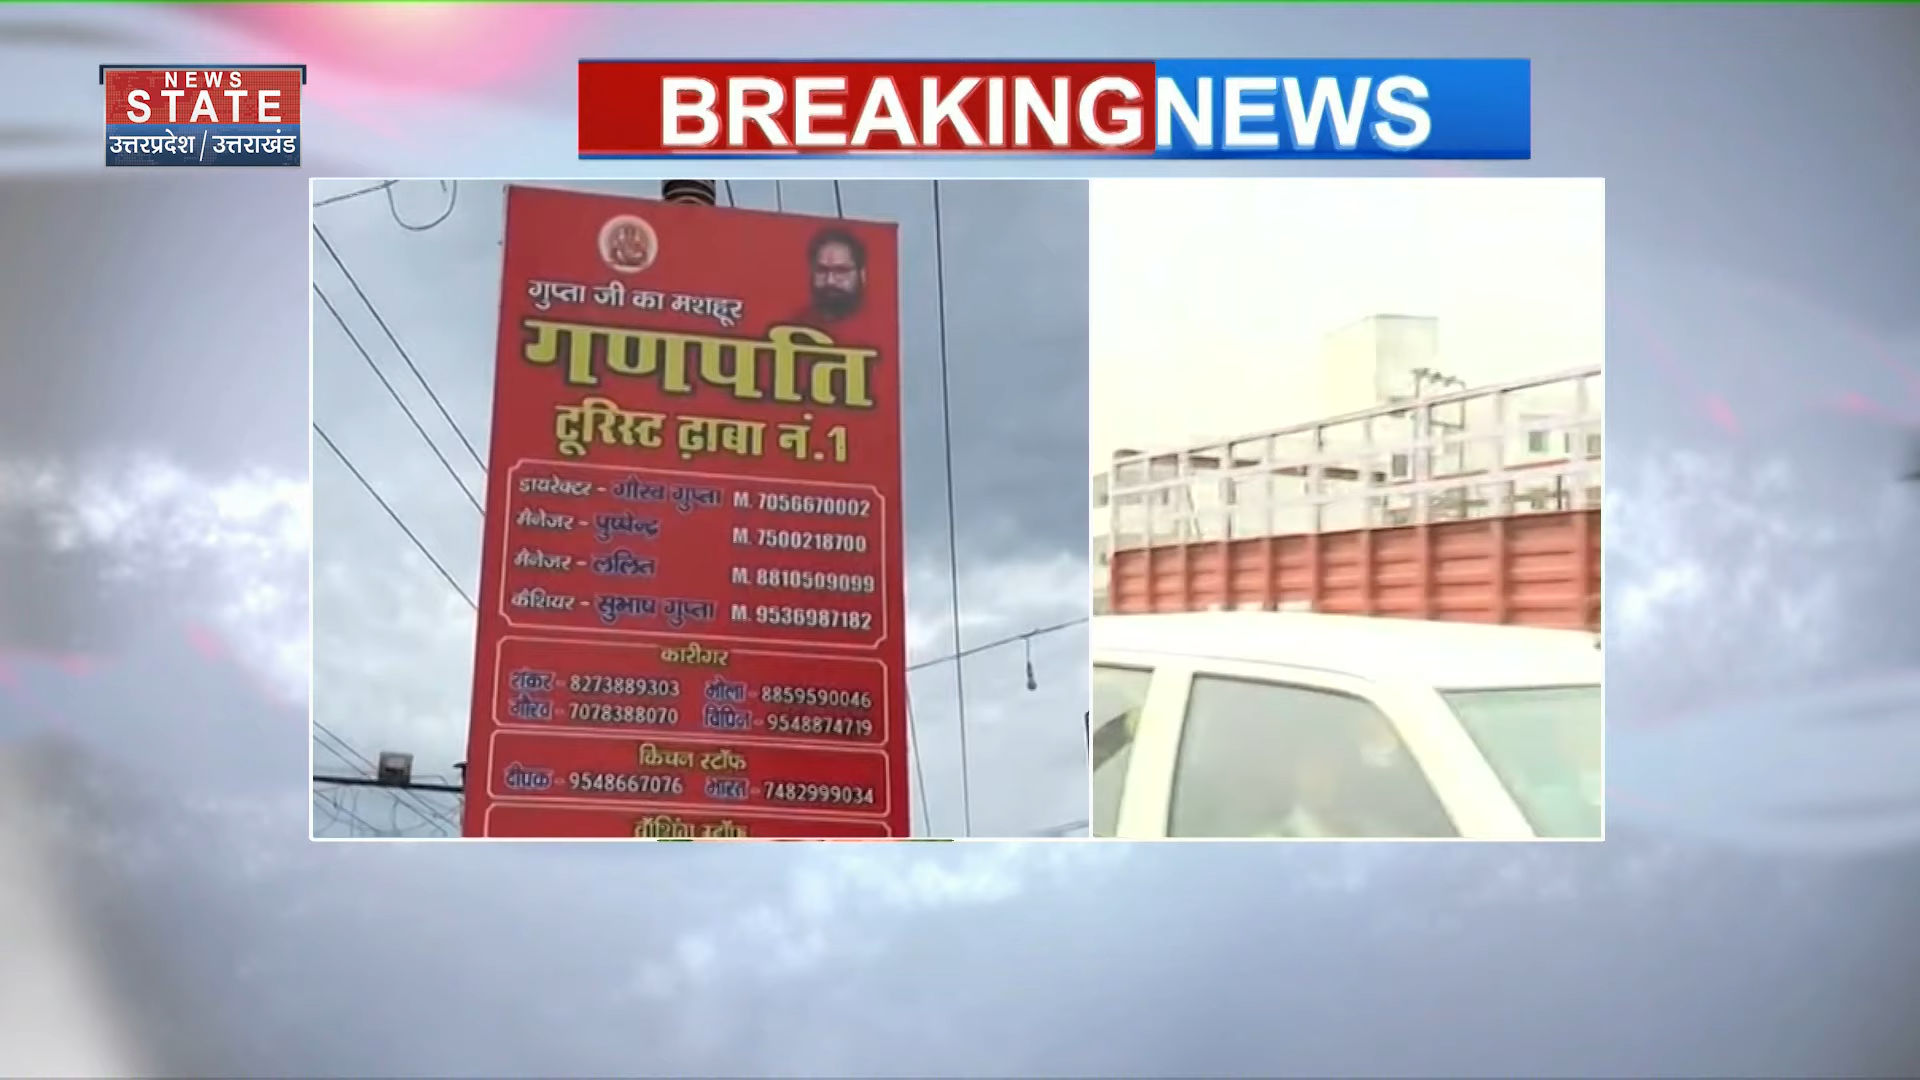 NEWS
STATE
उत्तरप्रदेश / उत्तराखंड
BREAKING NEWS
गुप्ता जी का मशहूर
गणपति
टूरिस्ट ढ़ाबा नं.1
डायरेक्टर - गौरव गुप्ता M. 7056670002
मैनेजर - पुष्पेन्द्र M. 7500218700
मैनेजर - ललित M. 8810509099
कैशियर - सुभाष गुप्ता M. 9536987182
कारीगर
शंकर - 8273889303 भोला - 8859590046
गौरव - 7078388070 विपिन - 9548874719
किचन स्टॉफ
दीपक - 9548667076 भारत - 7482999034
वॉशिंग स्टॉफ